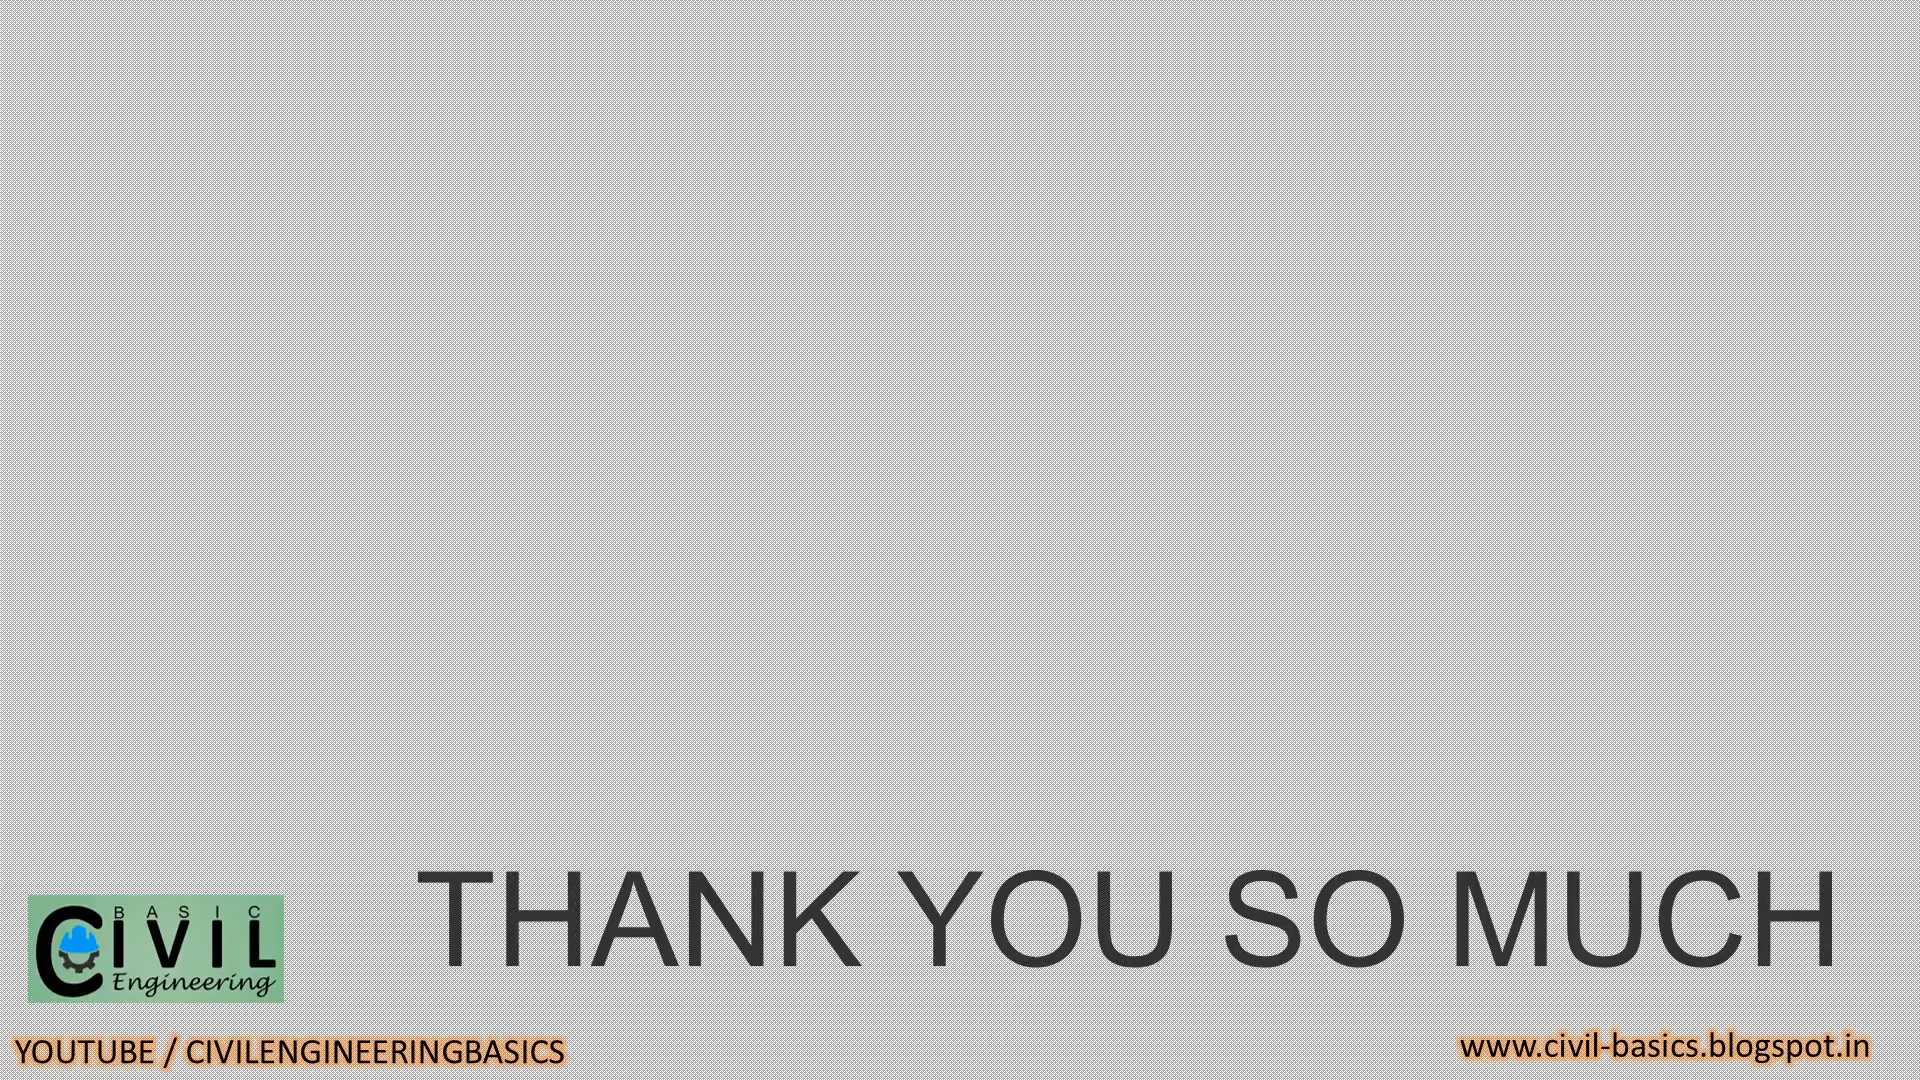 THANK YOU SO MUCH
BASIC
CIVIL
Engineering
YOUTUBE / CIVILENGINEERINGBASICS
www.civil-basics.blogspot.in